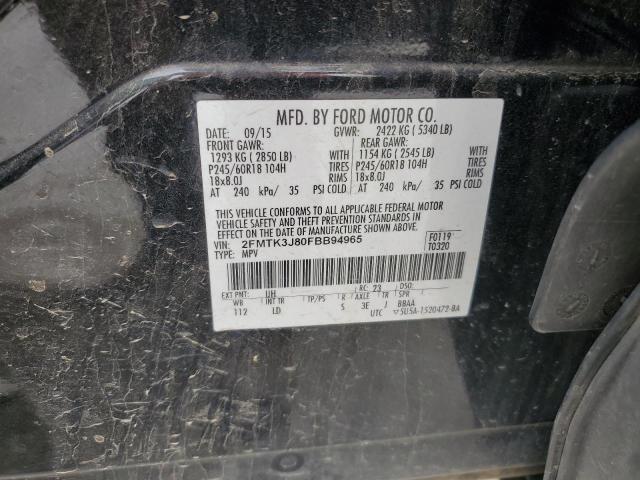 MFD. BY FORD MOTOR CO.
DATE: 09/15 GVWR: 2422 KG ( 5340 LB)
FRONT GAWR: REAR GAWR:
1293 KG ( 2850 LB) WITH 1154 KG ( 2545 LB) WITH
P245/60R18 104H TIRES P245/60R18 104H TIRES
18x8.0J RIMS 18x8.0J RIMS
AT 240 kPa/ 35 PSI COLD AT 240 kPa/ 35 PSI COLD
THIS VEHICLE CONFORMS TO ALL APPLICABLE FEDERAL MOTOR
VEHICLE SAFETY AND THEFT PREVENTION STANDARDS IN
EFFECT ON THE DATE OF MANUFACTURE SHOWN ABOVE.
VIN: 2FMTK3J80FBB94965 F0119
TYPE: MPV T0320
EXT PNT: UH RC: 23 DSO:
WB INT TR TP/PS R AXLE TR SPR
112 LD S 3E J BBAA
UTC 5U5A-1520472-BA